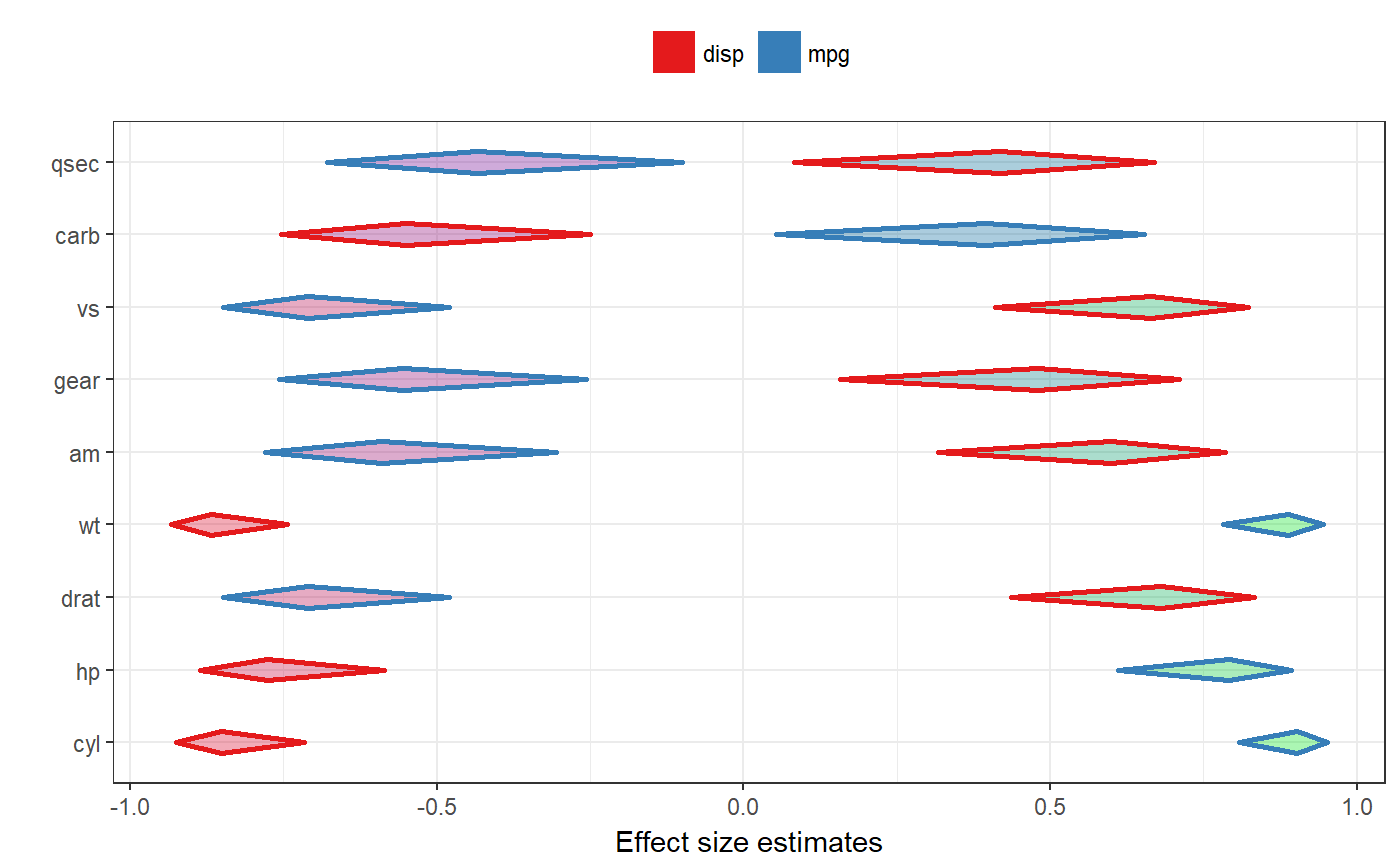 disp mpg
qsec
carb
vs
gear
am
wt
drat
hp
cyl
-1.0 -0.5 0.0 0.5 1.0
Effect size estimates